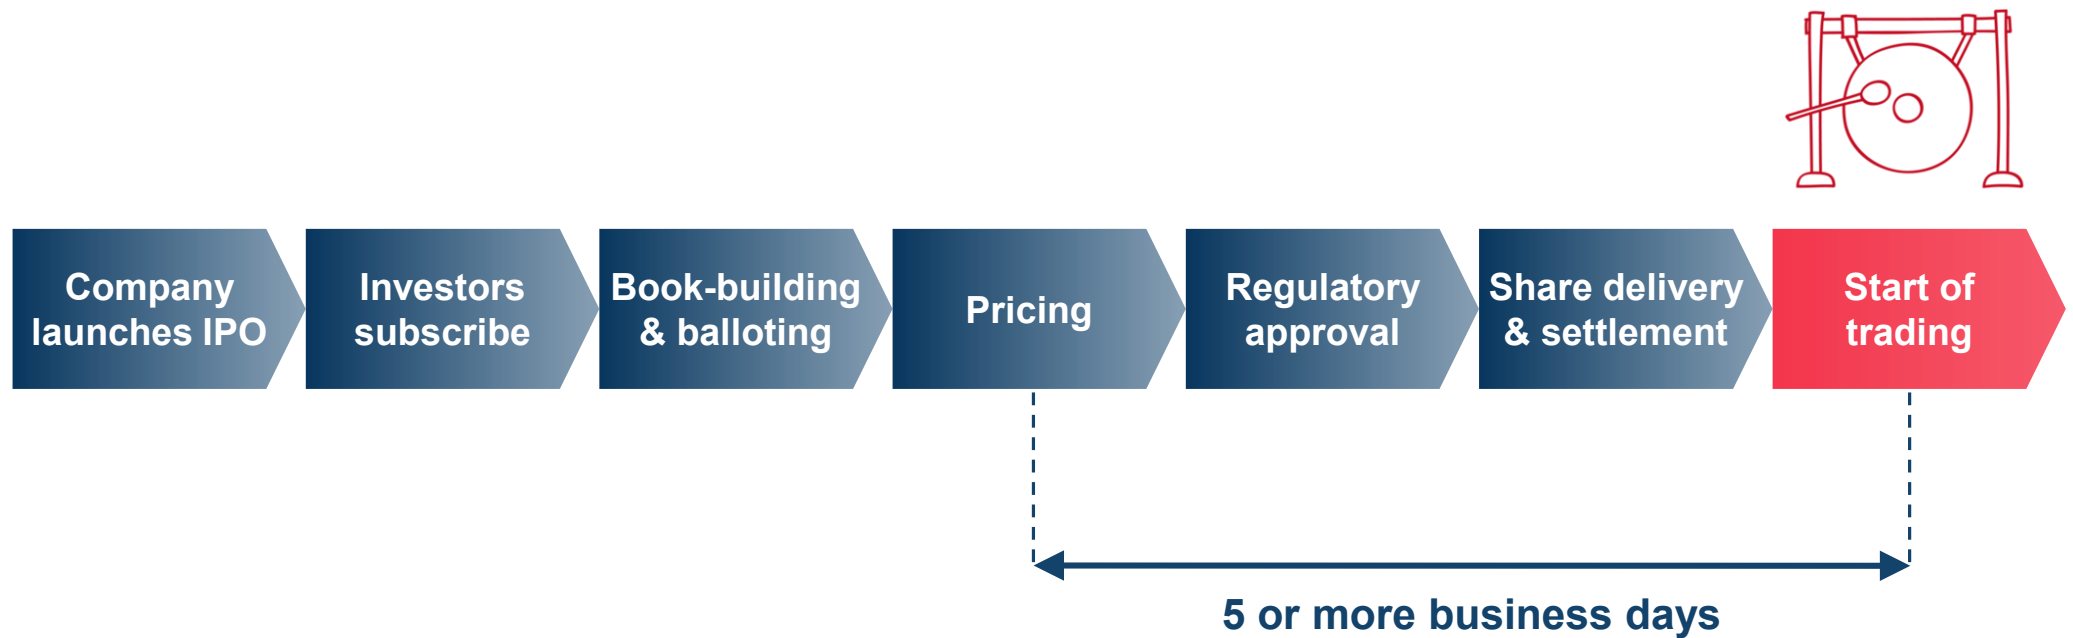 Company
launches IPO
Investors
subscribe
Book-building
& balloting
Pricing
Regulatory
approval
Share delivery
& settlement
Start of
trading
5 or more business days